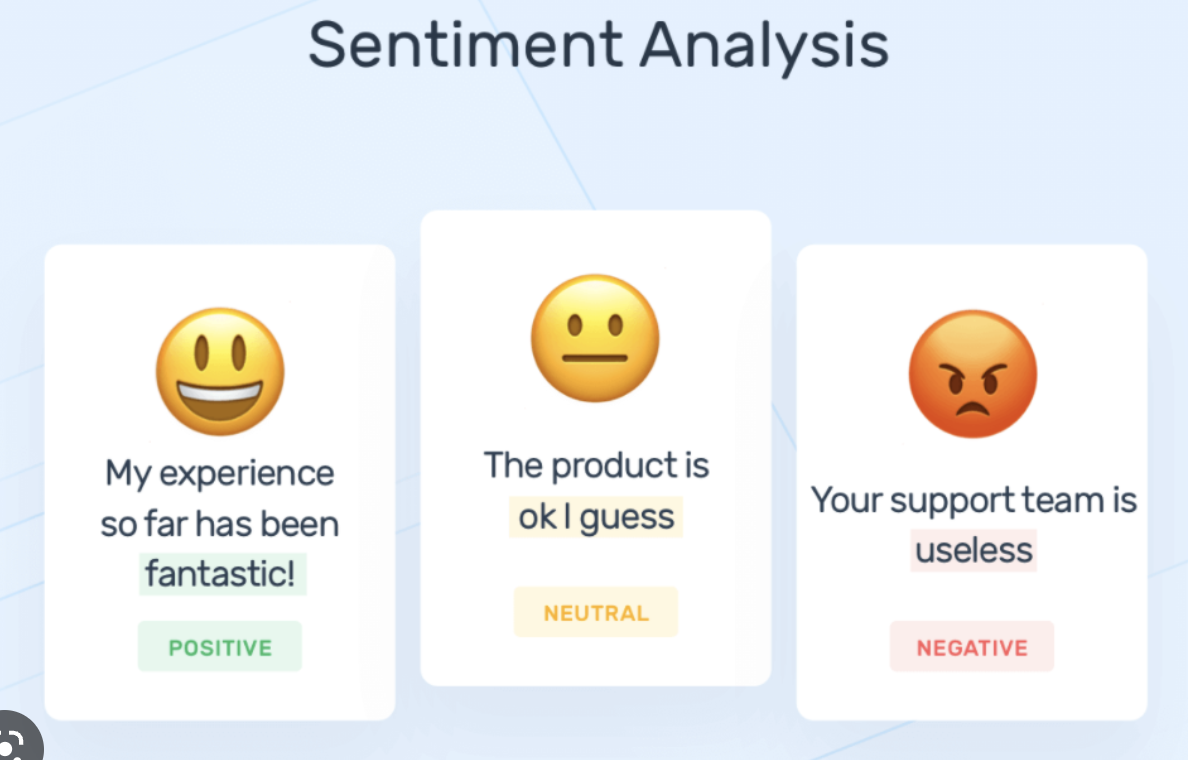 Sentiment Analysis
My experience
so far has been
fantastic!
POSITIVE
The product is
ok I guess
NEUTRAL
Your support team is
useless
NEGATIVE